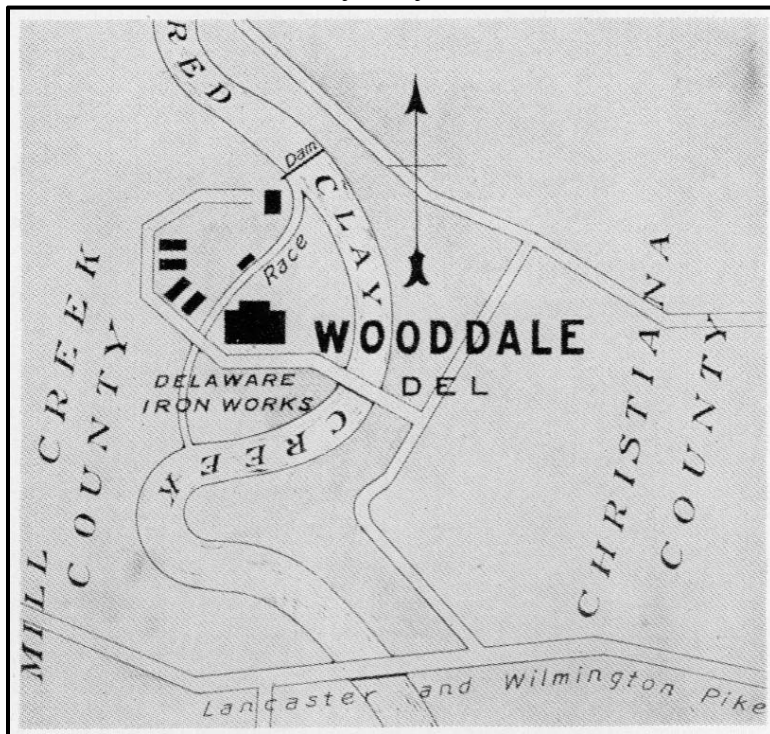 RED CLAY CREEK
Dam
Race
WOODDALE
DEL
DELAWARE
IRON WORKS
MILL CREEK
COUNTY
CHRISTIANA
COUNTY
Lancaster and Wilmington Pike